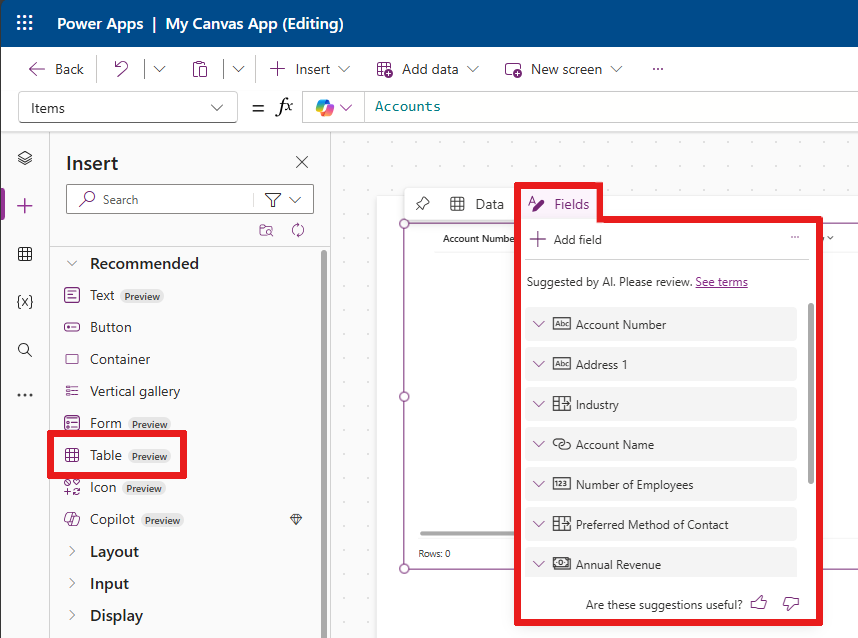 Power Apps | My Canvas App (Editing)
Back Insert Add data New screen ...
Items = fx Accounts
Insert
Search
Recommended
Text Preview
Button
Container
Vertical gallery
Form Preview
Table Preview
Icon Preview
Copilot Preview
Layout
Input
Display
Data Fields
Account Numbe
Add field ...
Suggested by AI. Please review. See terms
Abc Account Number
Abc Address 1
Industry
Account Name
123 Number of Employees
Preferred Method of Contact
Annual Revenue
Are these suggestions useful?
Rows: 0
{x}